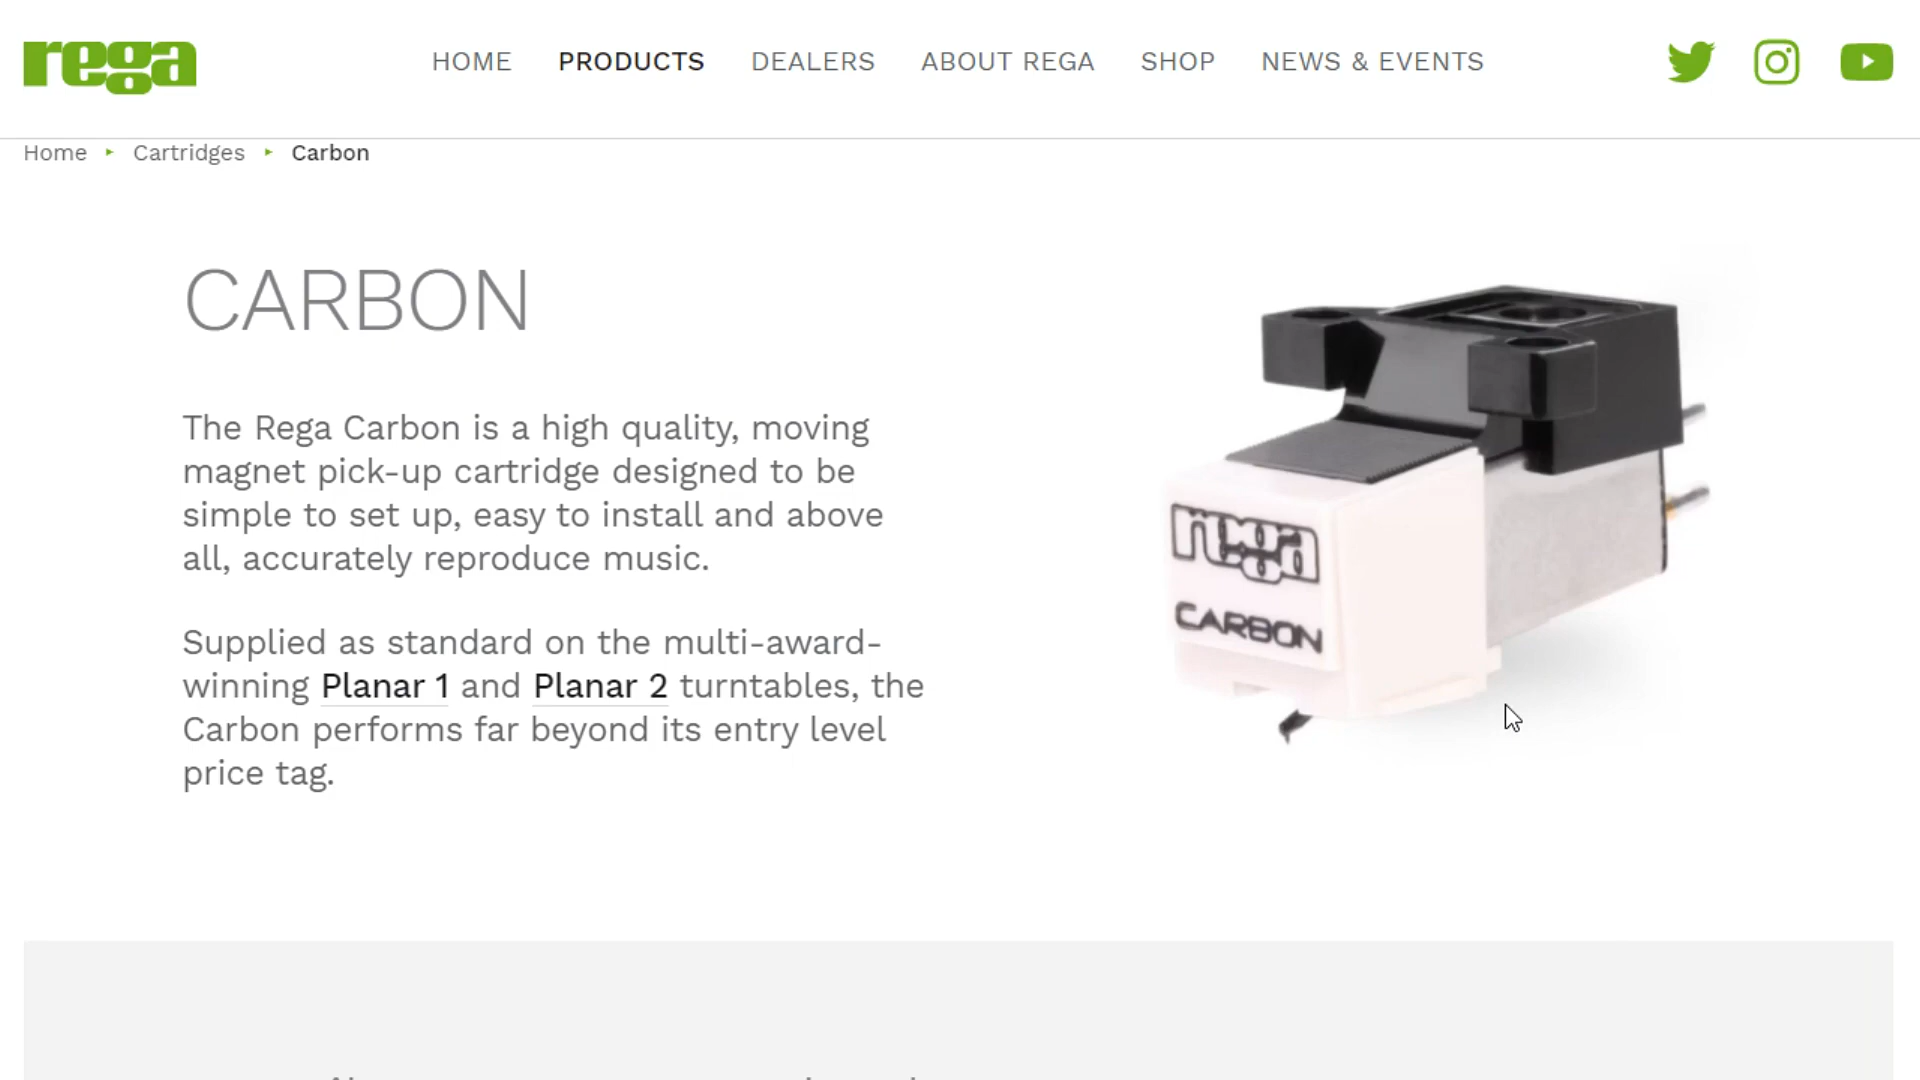 rega
HOME PRODUCTS DEALERS ABOUT REGA SHOP NEWS & EVENTS
Home ▸ Cartridges ▸ Carbon
CARBON
The Rega Carbon is a high quality, moving
magnet pick-up cartridge designed to be
simple to set up, easy to install and above
all, accurately reproduce music.
Supplied as standard on the multi-award-
winning Planar 1 and Planar 2 turntables, the
Carbon performs far beyond its entry level
price tag.
rega
CARBON